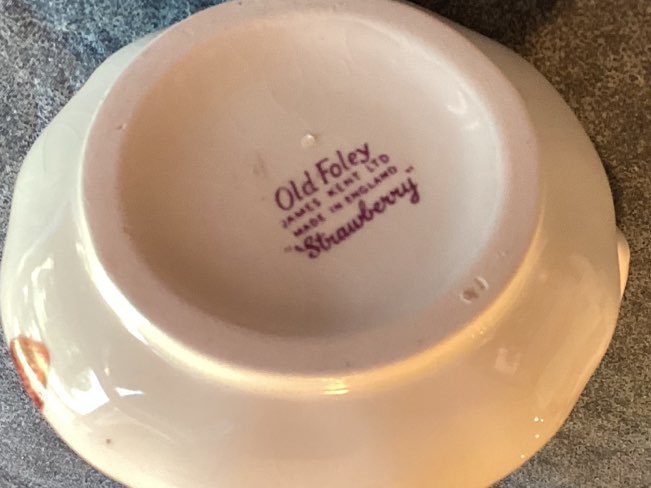 Old Foley
JAMES KENT LTD
MADE IN ENGLAND
"Strawberry"